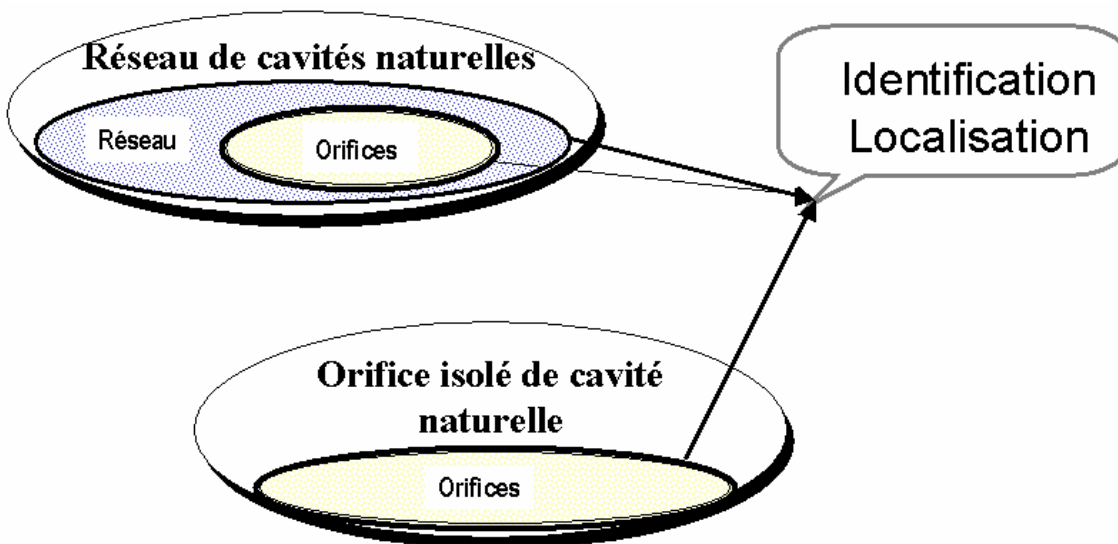 Réseau de cavités naturelles
Réseau
Orifices
Identification
Localisation
Orifice isolé de cavité
naturelle
Orifices